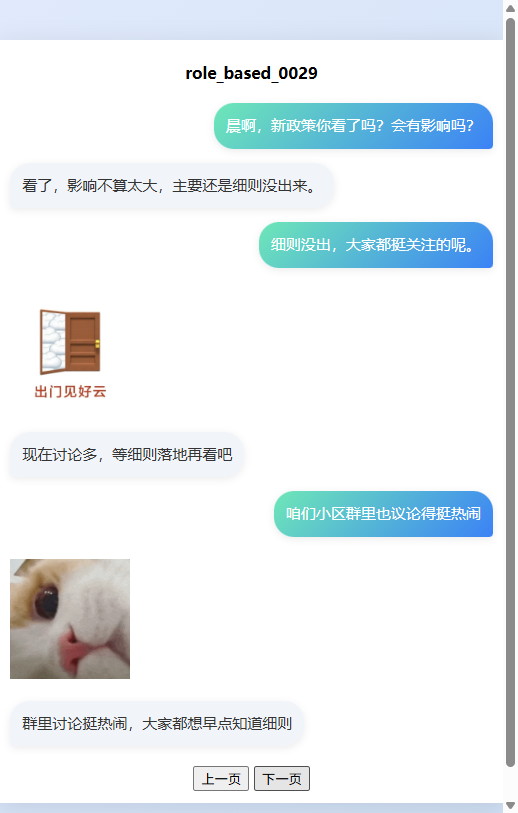 role_based_0029
晨啊，新政策你看了吗？会有影响吗？
看了，影响不算太大，主要还是细则没出来。
细则没出，大家都挺关注的呢。
出门见好云
现在讨论多，等细则落地再看吧
咱们小区群里也议论得挺热闹
群里讨论挺热闹，大家都想早点知道细则
上一页 下一页